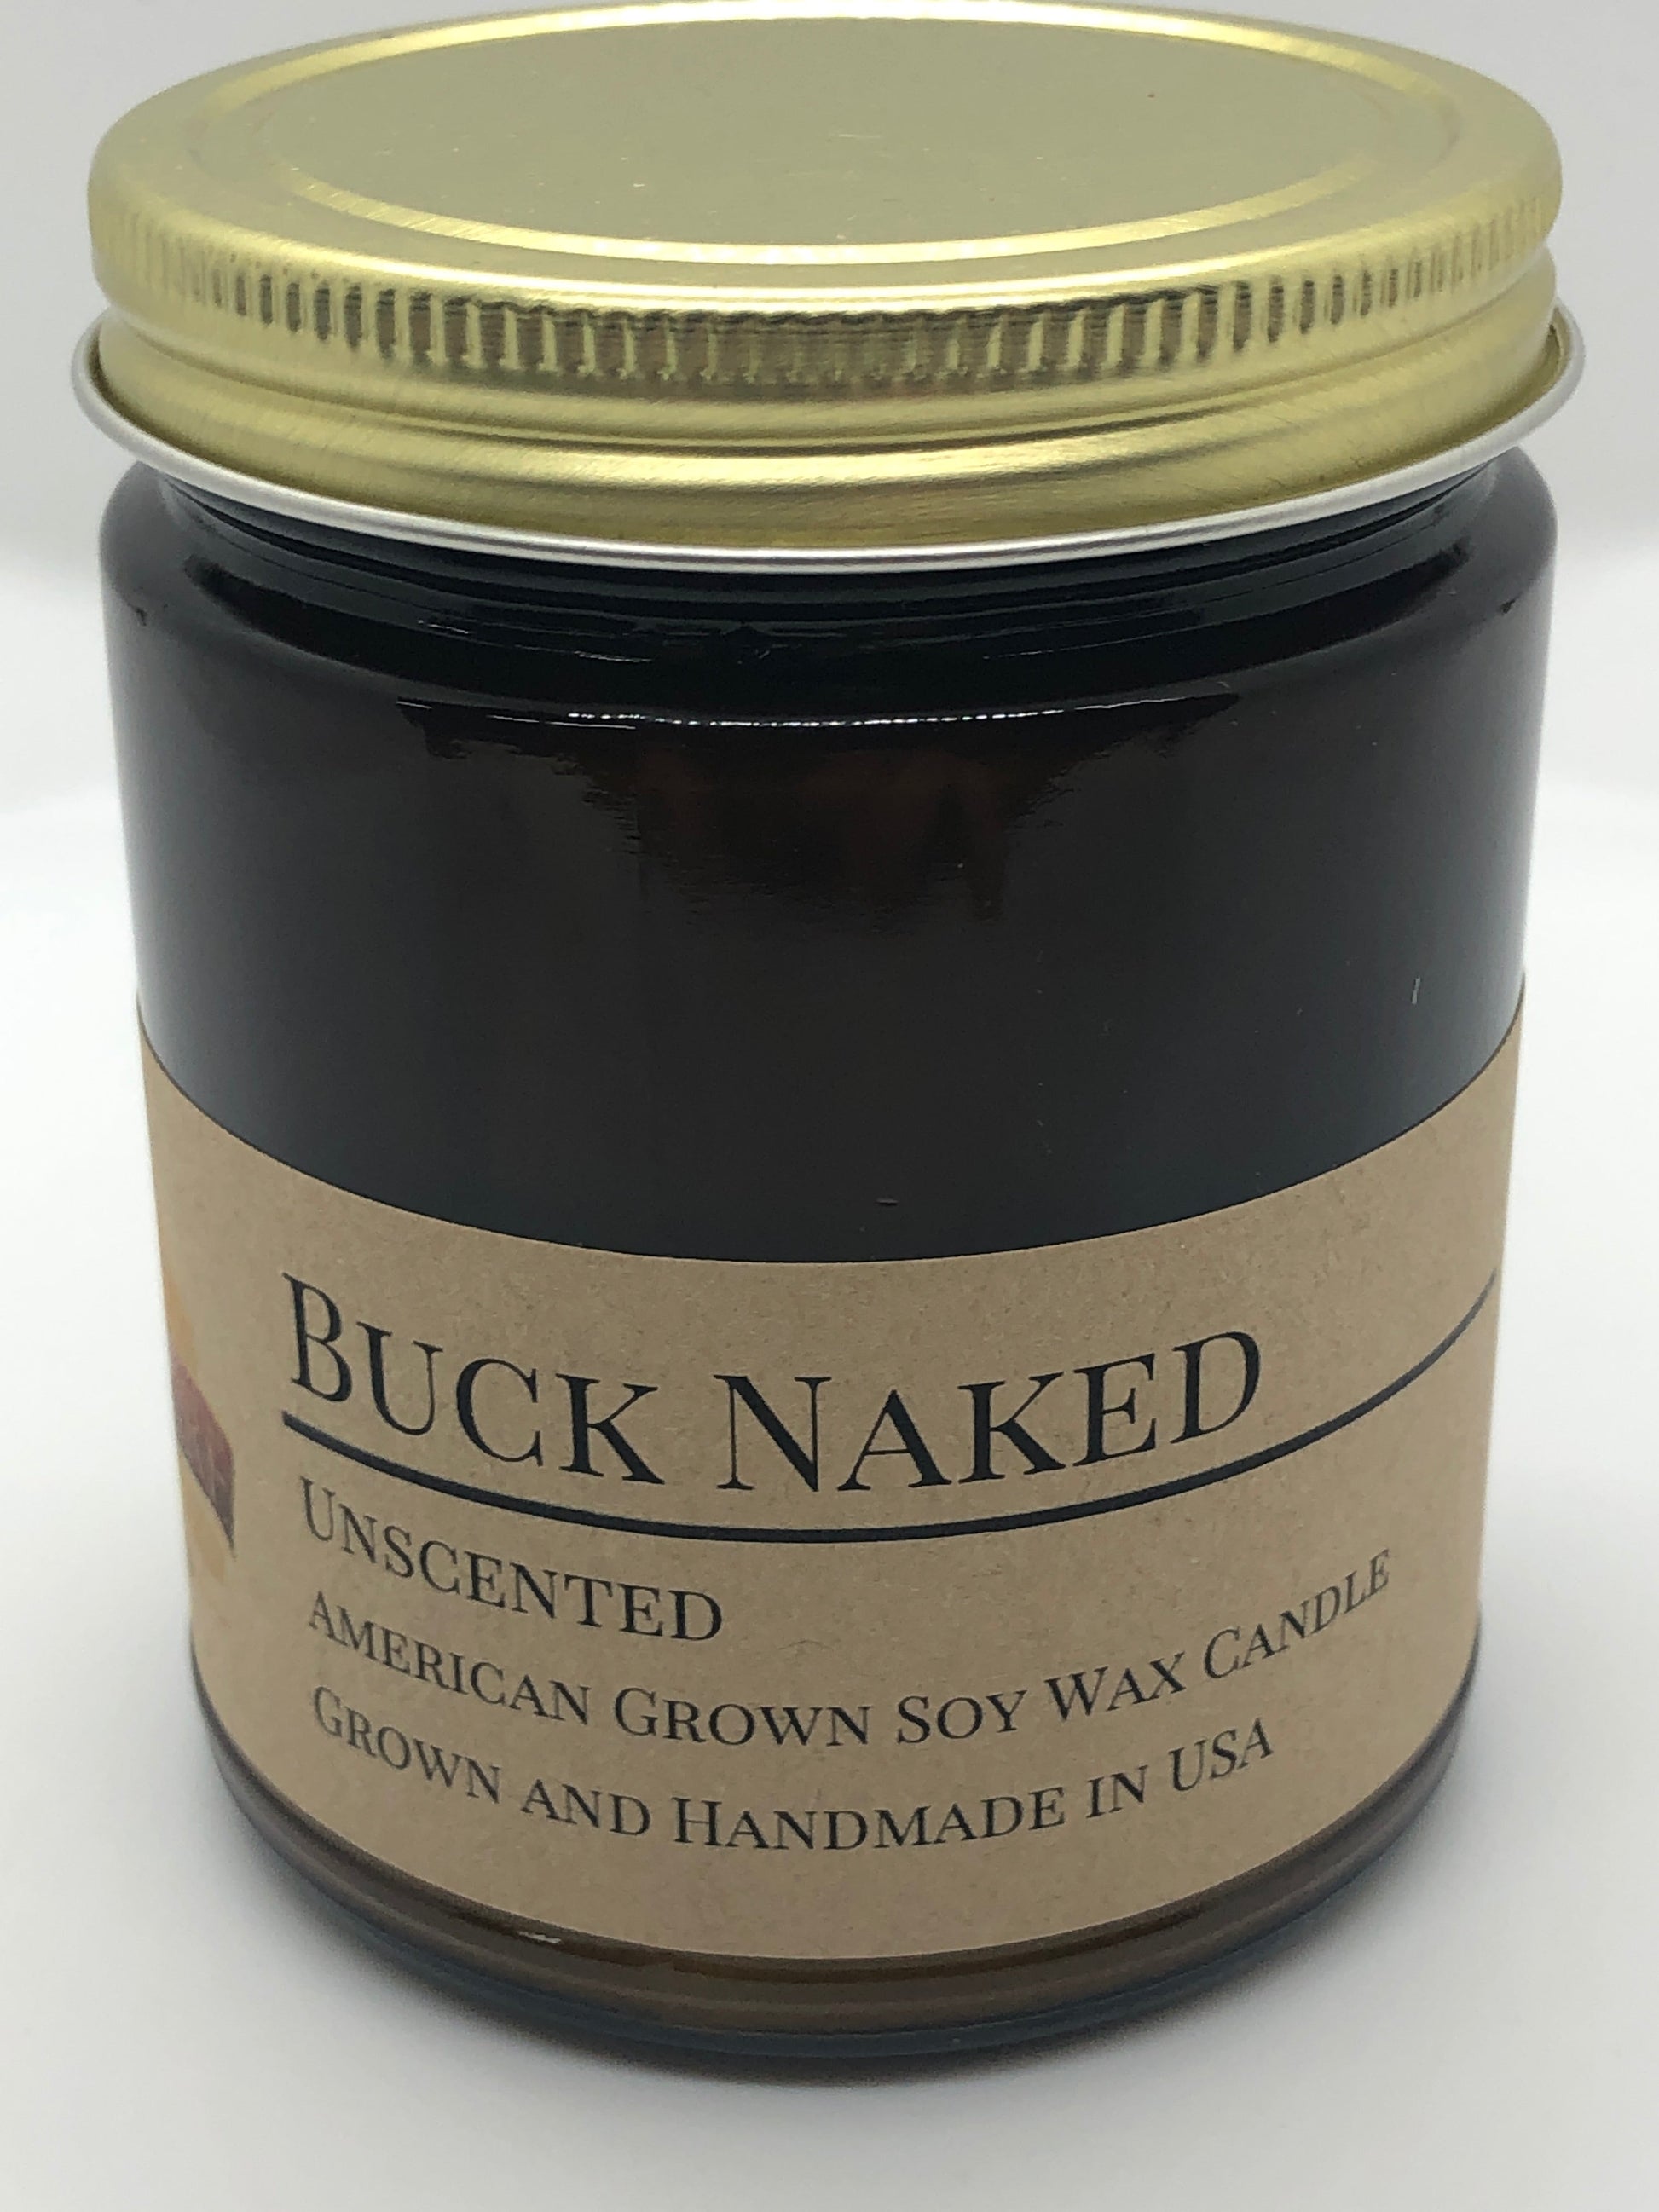 Buck Naked
Unscented
American Grown Soy Wax Candle
Grown and Handmade in USA